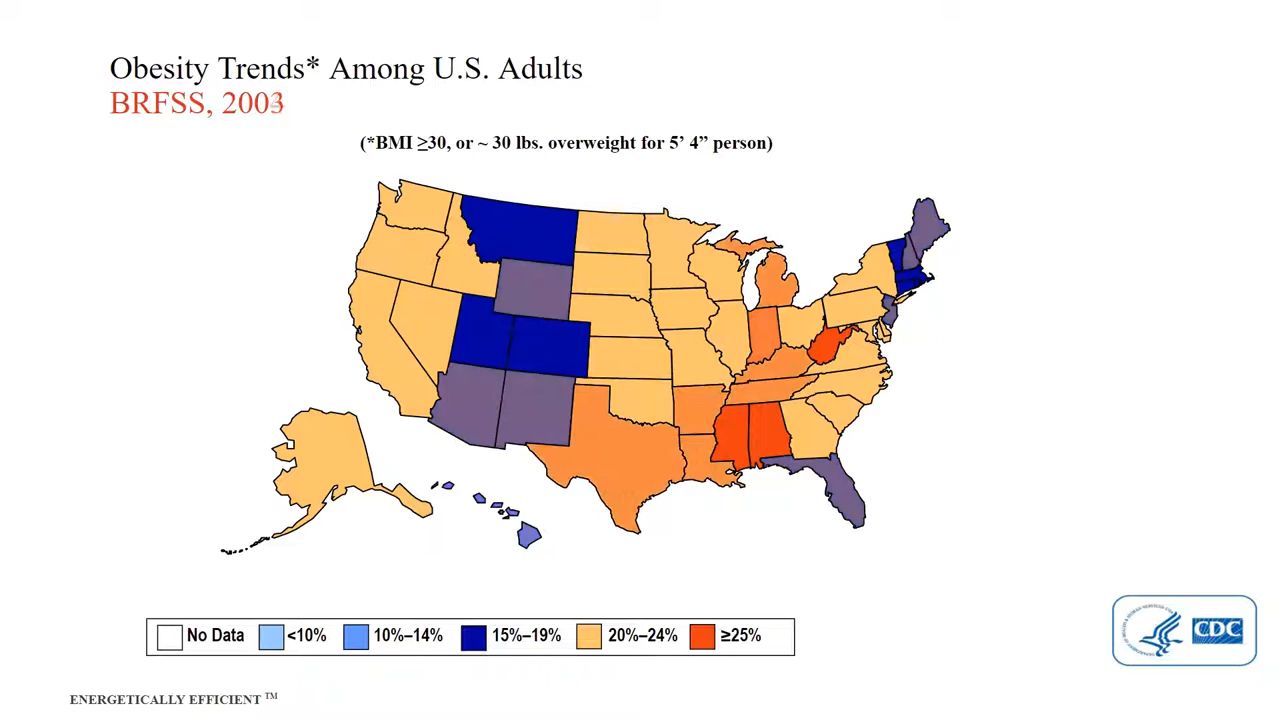 Obesity Trends* Among U.S. Adults
BRFSS, 2003
(*BMI ≥30, or ~ 30 lbs. overweight for 5’ 4” person)
No Data <10% 10%–14% 15%–19% 20%–24% ≥25%
CDC
ENERGETICALLY EFFICIENT TM